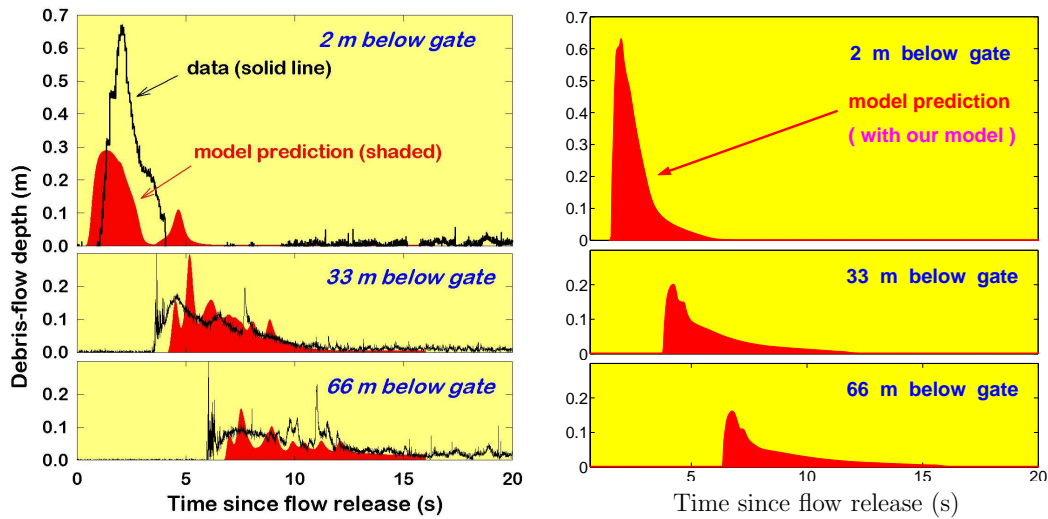 Debris-flow depth (m)
0.7
0.6
0.5
0.4
0.3
0.2
0.1
0.0
2 m below gate
data (solid line)
model prediction (shaded)
0.2
0.1
0.0
33 m below gate
0.2
0.1
0.0
66 m below gate
0 5 10 15 20
Time since flow release (s)
0.7
0.6
0.5
0.4
0.3
0.2
0.1
0
2 m below gate
model prediction
( with our model )
0.2
0.1
0
33 m below gate
0.2
0.1
0
66 m below gate
5 10 15 20
Time since flow release (s)